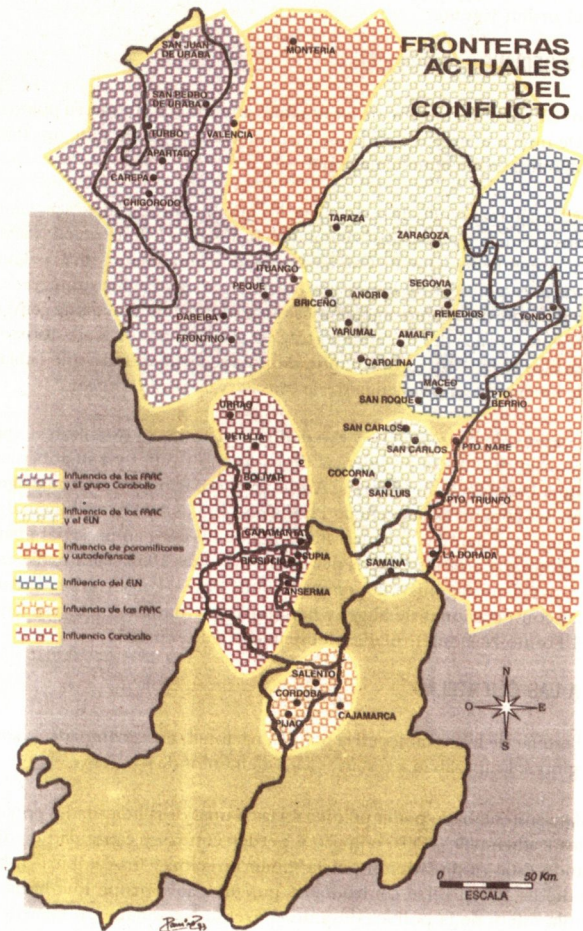 FRONTERAS
ACTUALES
DEL
CONFLICTO
SAN JUAN
DE URABA
MONTERIA
SAN PEDRO
DE URABA
TURBO
VALENCIA
APARTADO
CAREPA
CHIGORODO
TARAZA
ZARAGOZA
ITUANGO
PEQUE
BRICEÑO
ANORI
SEGOVIA
REMEDIOS
YONDO
DABEIBA
FRONTINO
YARUMAL
AMALFI
CAROLINA
MACEO
SAN ROQUE
PTO.
BERRIO
URRAO
BETULIA
SAN CARLOS
SAN CARLOS
PTO. NARE
BOLIVAR
COCORNA
SAN LUIS
PTO. TRIUNFO
CARAMANTA
SUPIA
RIOSUCIO
ANSERMA
SAMANA
LA DORADA
SALENTO
CORDOBA
CAJAMARCA
PIJAO
Influencia de las FARC
y el grupo Caraballo
Influencia de las FARC
y el ELN
Influencia de paramilitares
y autodefensas
Influencia del ELN
Influencia de las FARC
Influencia Caraballo
N
O
E
S
0
50 Km.
ESCALA